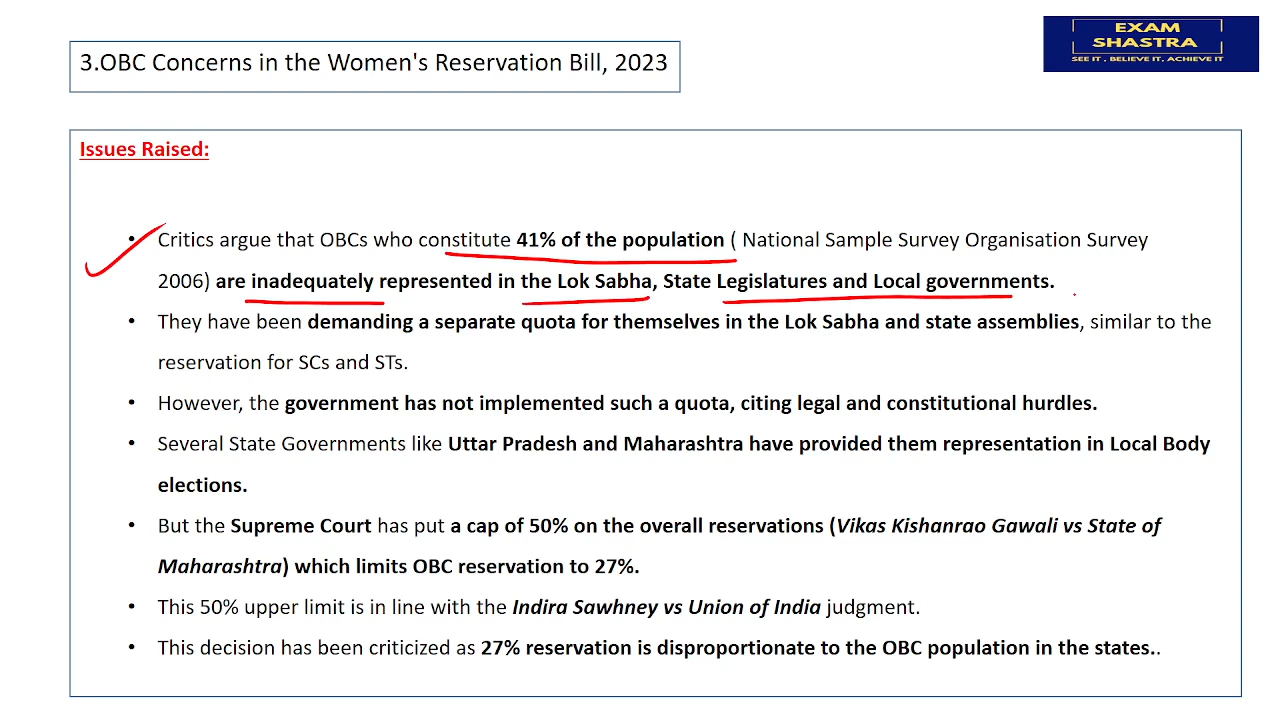 EXAM
SHASTRA
SEE IT , BELIEVE IT, ACHIEVE IT
3.OBC Concerns in the Women's Reservation Bill, 2023
Issues Raised:
• Critics argue that OBCs who constitute 41% of the population ( National Sample Survey Organisation Survey
2006) are inadequately represented in the Lok Sabha, State Legislatures and Local governments.
• They have been demanding a separate quota for themselves in the Lok Sabha and state assemblies, similar to the
reservation for SCs and STs.
• However, the government has not implemented such a quota, citing legal and constitutional hurdles.
• Several State Governments like Uttar Pradesh and Maharashtra have provided them representation in Local Body
elections.
• But the Supreme Court has put a cap of 50% on the overall reservations (Vikas Kishanrao Gawali vs State of
Maharashtra) which limits OBC reservation to 27%.
• This 50% upper limit is in line with the Indira Sawhney vs Union of India judgment.
• This decision has been criticized as 27% reservation is disproportionate to the OBC population in the states..